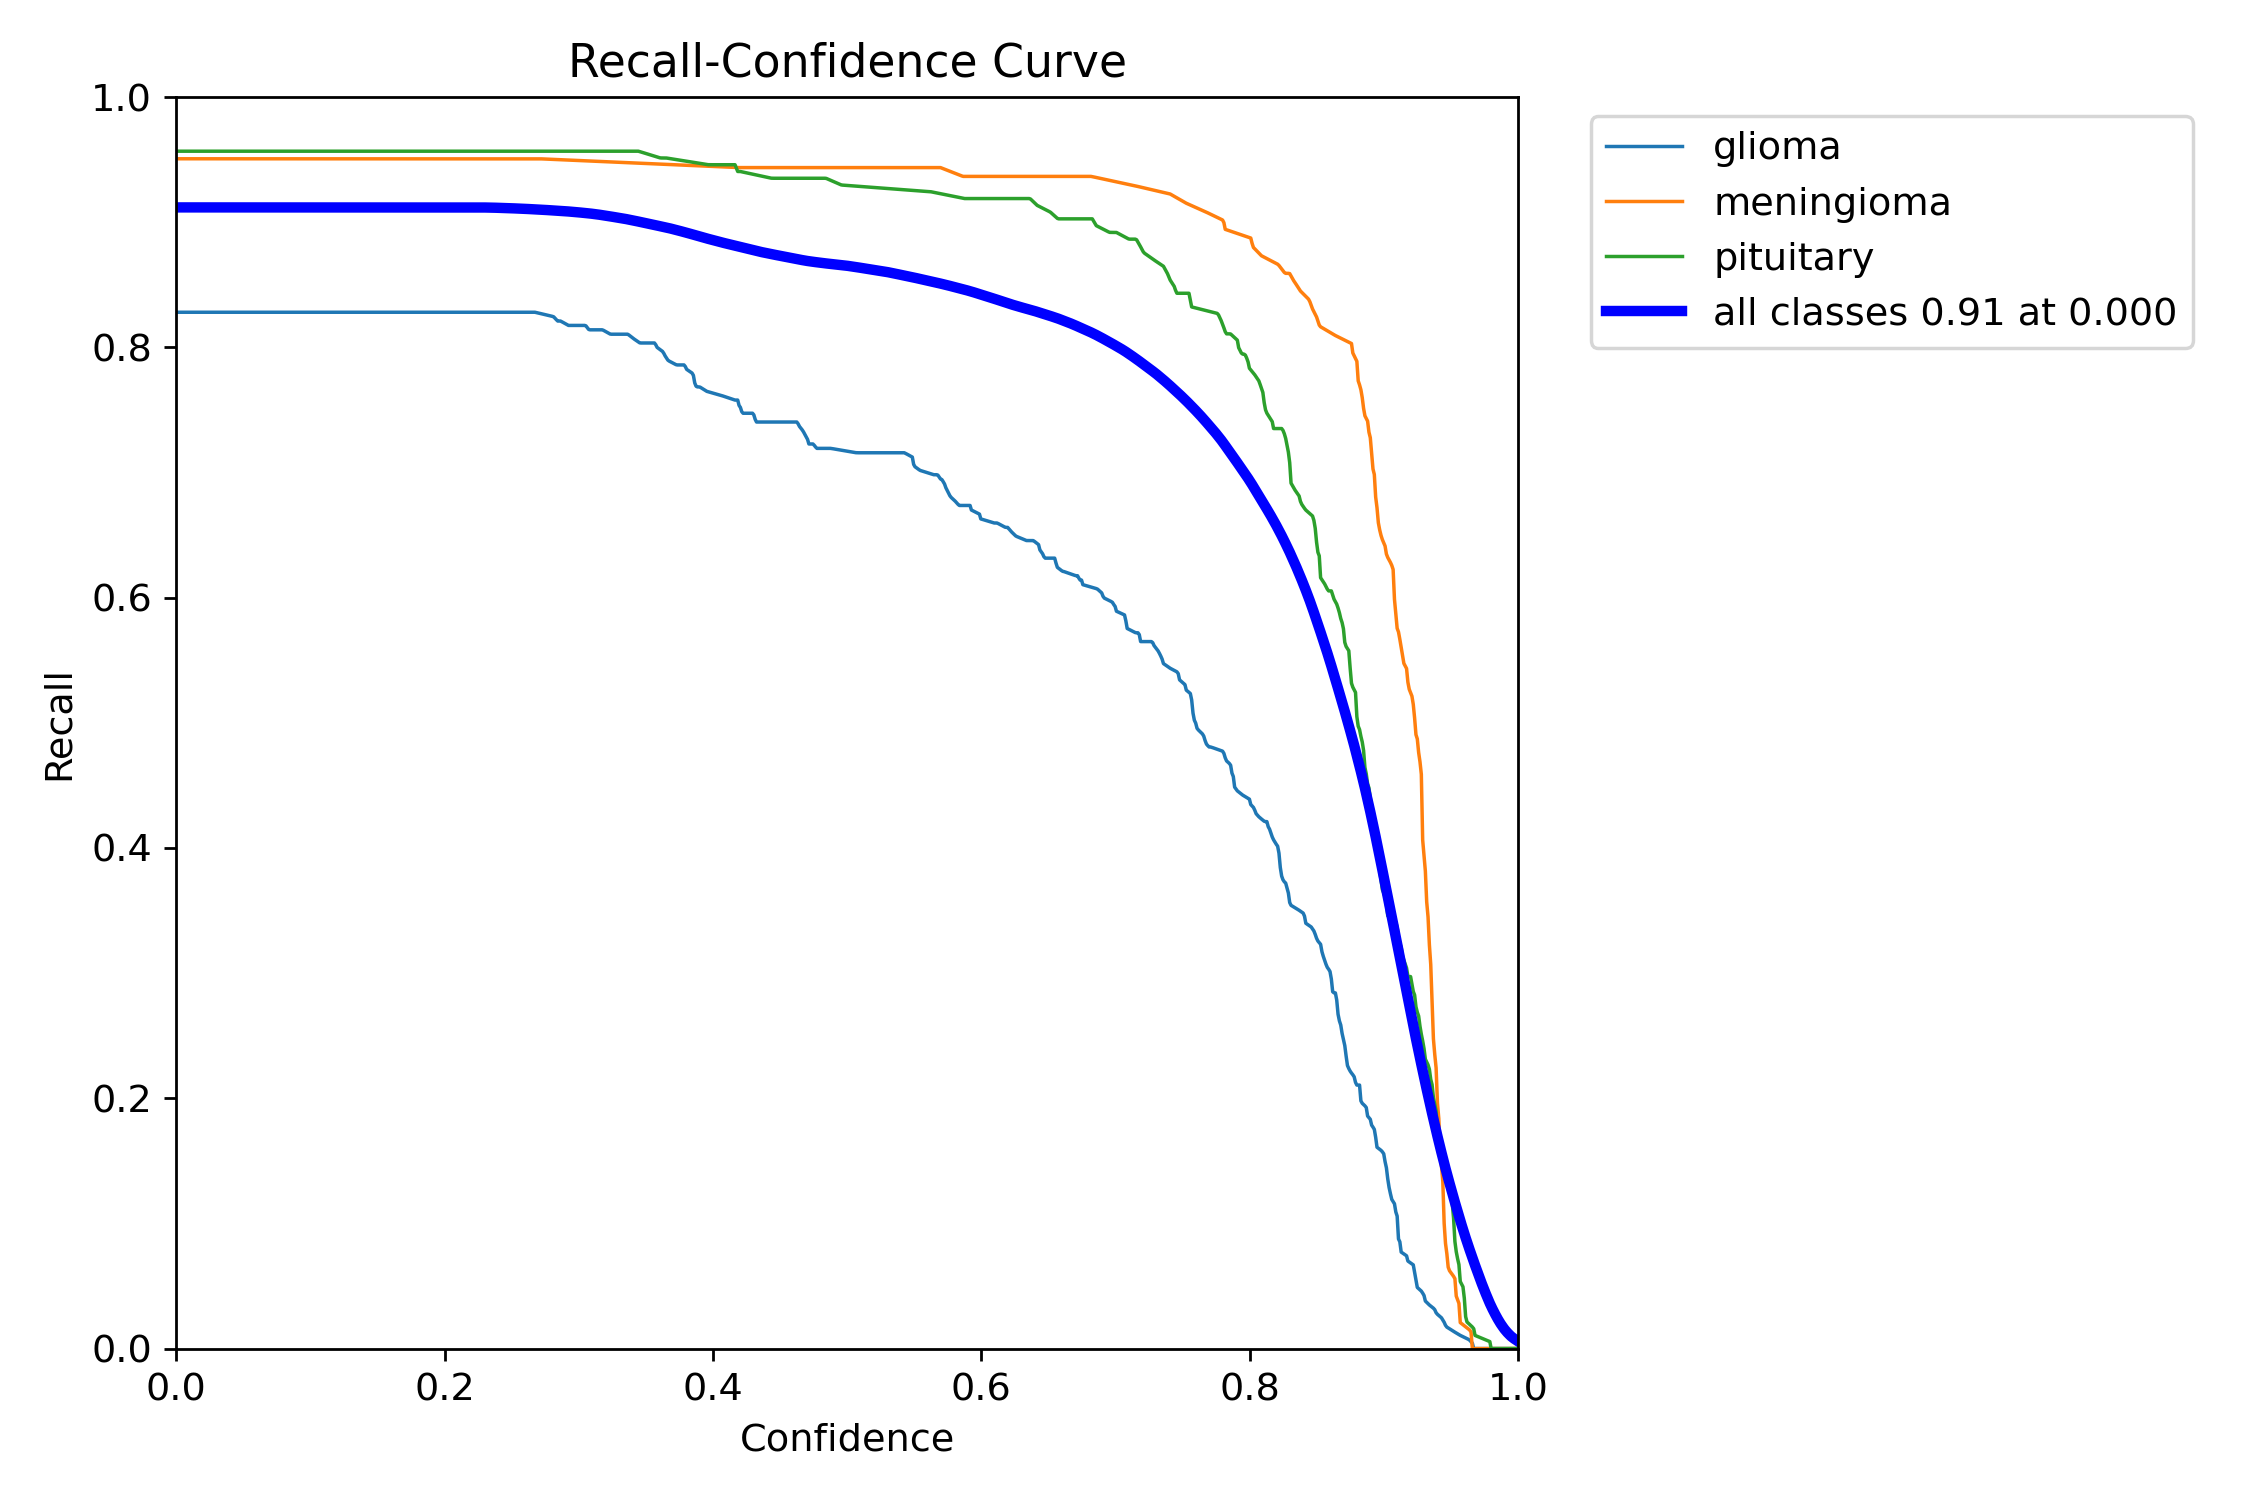 Recall-Confidence Curve
1.0
0.8
0.6
0.4
0.2
0.0
Recall
0.0 0.2 0.4 0.6 0.8 1.0
Confidence
glioma
meningioma
pituitary
all classes 0.91 at 0.000